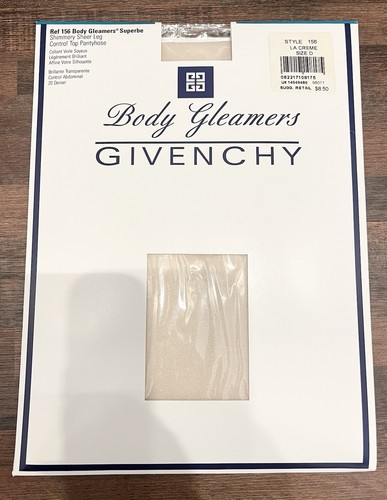 Ref 156 Body Gleamers® Superbe
Shimmery Sheer Leg
Control Top Pantyhose
Collant Voile Soyeux
Légèrement Brillant
Affine Votre Silhouette
Brillante Transparente
Control Abdominal
20 Denier
STYLE 156
LA CREME
SIZE D
SUGG. RETAIL $8.50
Body Gleamers
GIVENCHY